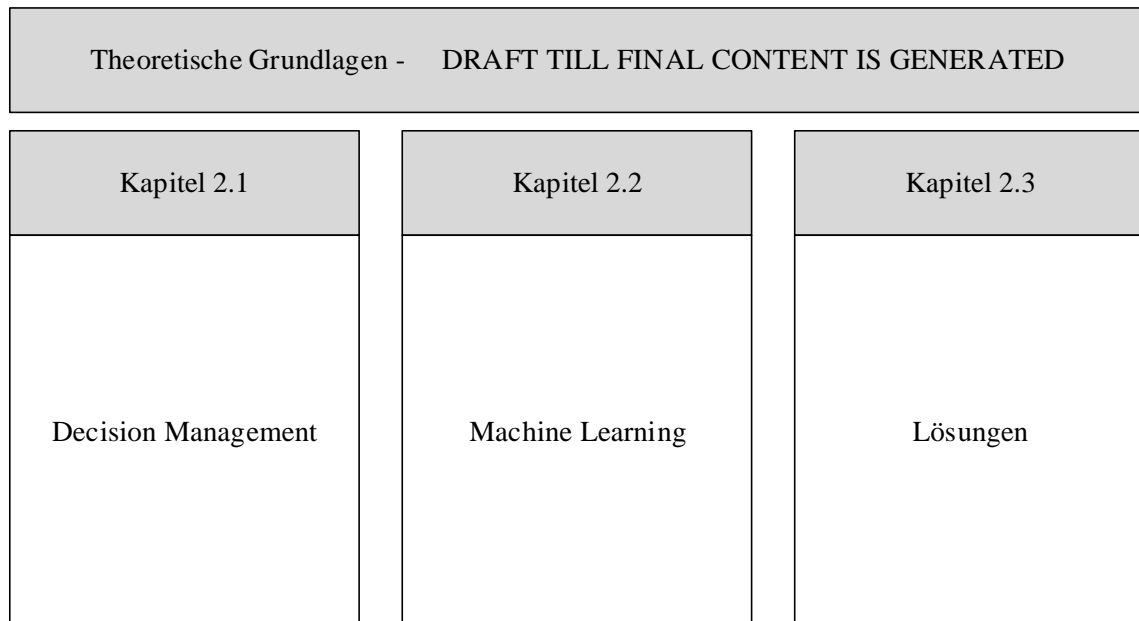 Theoretische Grundlagen - DRAFT TILL FINAL CONTENT IS GENERATED
Kapitel 2.1
Kapitel 2.2
Kapitel 2.3
Decision Management
Machine Learning
Lösungen